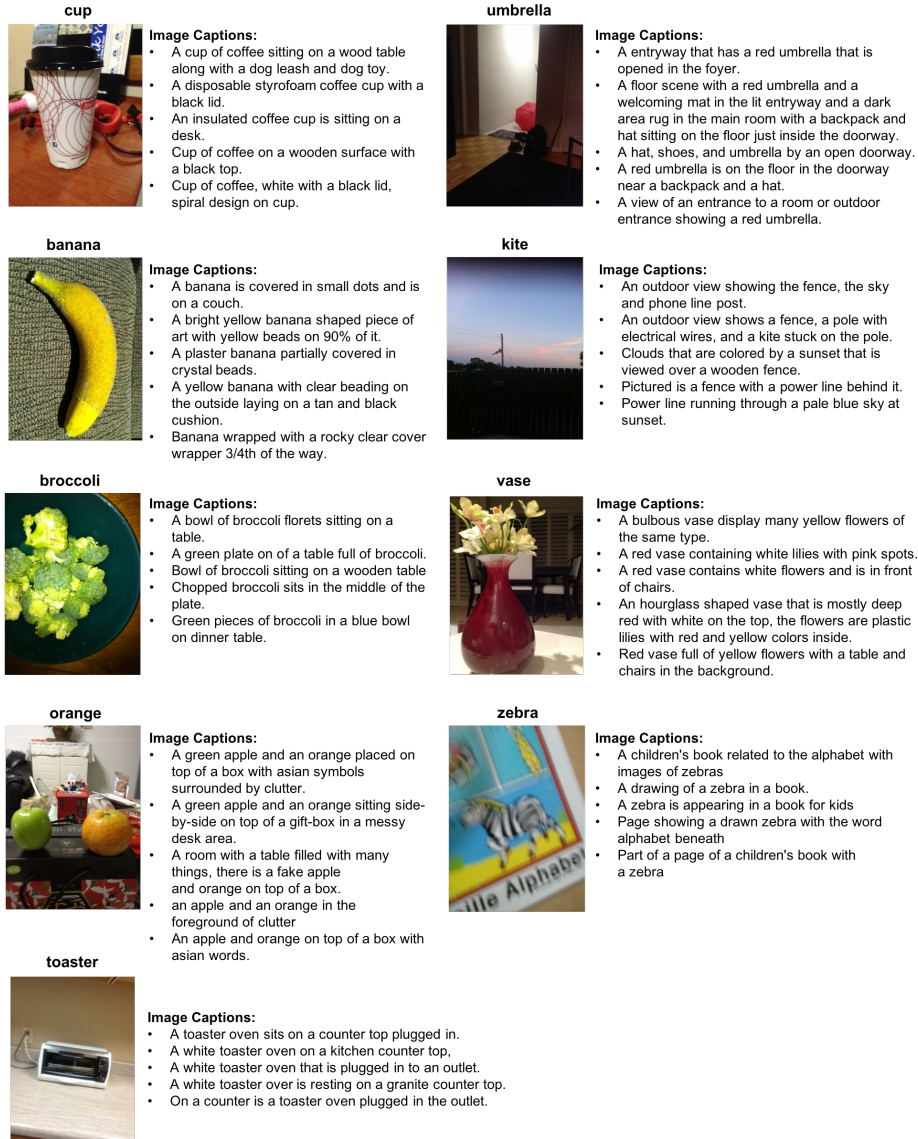 cup
Image Captions:
• A cup of coffee sitting on a wood table
along with a dog leash and dog toy.
• A disposable styrofoam coffee cup with a
black lid.
• An insulated coffee cup is sitting on a
desk.
• Cup of coffee on a wooden surface with
a black top.
• Cup of coffee, white with a black lid,
spiral design on cup.
umbrella
Image Captions:
• A entryway that has a red umbrella that is
opened in the foyer.
• A floor scene with a red umbrella and a
welcoming mat in the lit entryway and a dark
area rug in the main room with a backpack and
hat sitting on the floor just inside the doorway.
• A hat, shoes, and umbrella by an open doorway.
• A red umbrella is on the floor in the doorway
near a backpack and a hat.
• A view of an entrance to a room or outdoor
entrance showing a red umbrella.
banana
Image Captions:
• A banana is covered in small dots and is
on a couch.
• A bright yellow banana shaped piece of
art with yellow beads on 90% of it.
• A plaster banana partially covered in
crystal beads.
• A yellow banana with clear beading on
the outside laying on a tan and black
cushion.
• Banana wrapped with a rocky clear cover
wrapper 3/4th of the way.
kite
Image Captions:
• An outdoor view showing the fence, the sky
and phone line post.
• An outdoor view shows a fence, a pole with
electrical wires, and a kite stuck on the pole.
• Clouds that are colored by a sunset that is
viewed over a wooden fence.
• Pictured is a fence with a power line behind it.
• Power line running through a pale blue sky at
sunset.
broccoli
Image Captions:
• A bowl of broccoli florets sitting on a
table.
• A green plate on of a table full of broccoli.
• Bowl of broccoli sitting on a wooden table
• Chopped broccoli sits in the middle of the
plate.
• Green pieces of broccoli in a blue bowl
on dinner table.
vase
Image Captions:
• A bulbous vase display many yellow flowers of
the same type.
• A red vase containing white lilies with pink spots.
• A red vase contains white flowers and is in front
of chairs.
• An hourglass shaped vase that is mostly deep
red with white on the top, the flowers are plastic
lilies with red and yellow colors inside.
• Red vase full of yellow flowers with a table and
chairs in the background.
orange
Image Captions:
• A green apple and an orange placed on
top of a box with asian symbols
surrounded by clutter.
• A green apple and an orange sitting side-
by-side on top of a gift-box in a messy
desk area.
• A room with a table filled with many
things, there is a fake apple
and orange on top of a box.
• an apple and an orange in the
foreground of clutter
• An apple and orange on top of a box with
asian words.
zebra
ille Alphabe
Image Captions:
• A children's book related to the alphabet with
images of zebras
• A drawing of a zebra in a book.
• A zebra is appearing in a book for kids
• Page showing a drawn zebra with the word
alphabet beneath
• Part of a page of a children's book with
a zebra
toaster
Image Captions:
• A toaster oven sits on a counter top plugged in.
• A white toaster oven on a kitchen counter top,
• A white toaster oven that is plugged in to an outlet.
• A white toaster over is resting on a granite counter top.
• On a counter is a toaster oven plugged in the outlet.